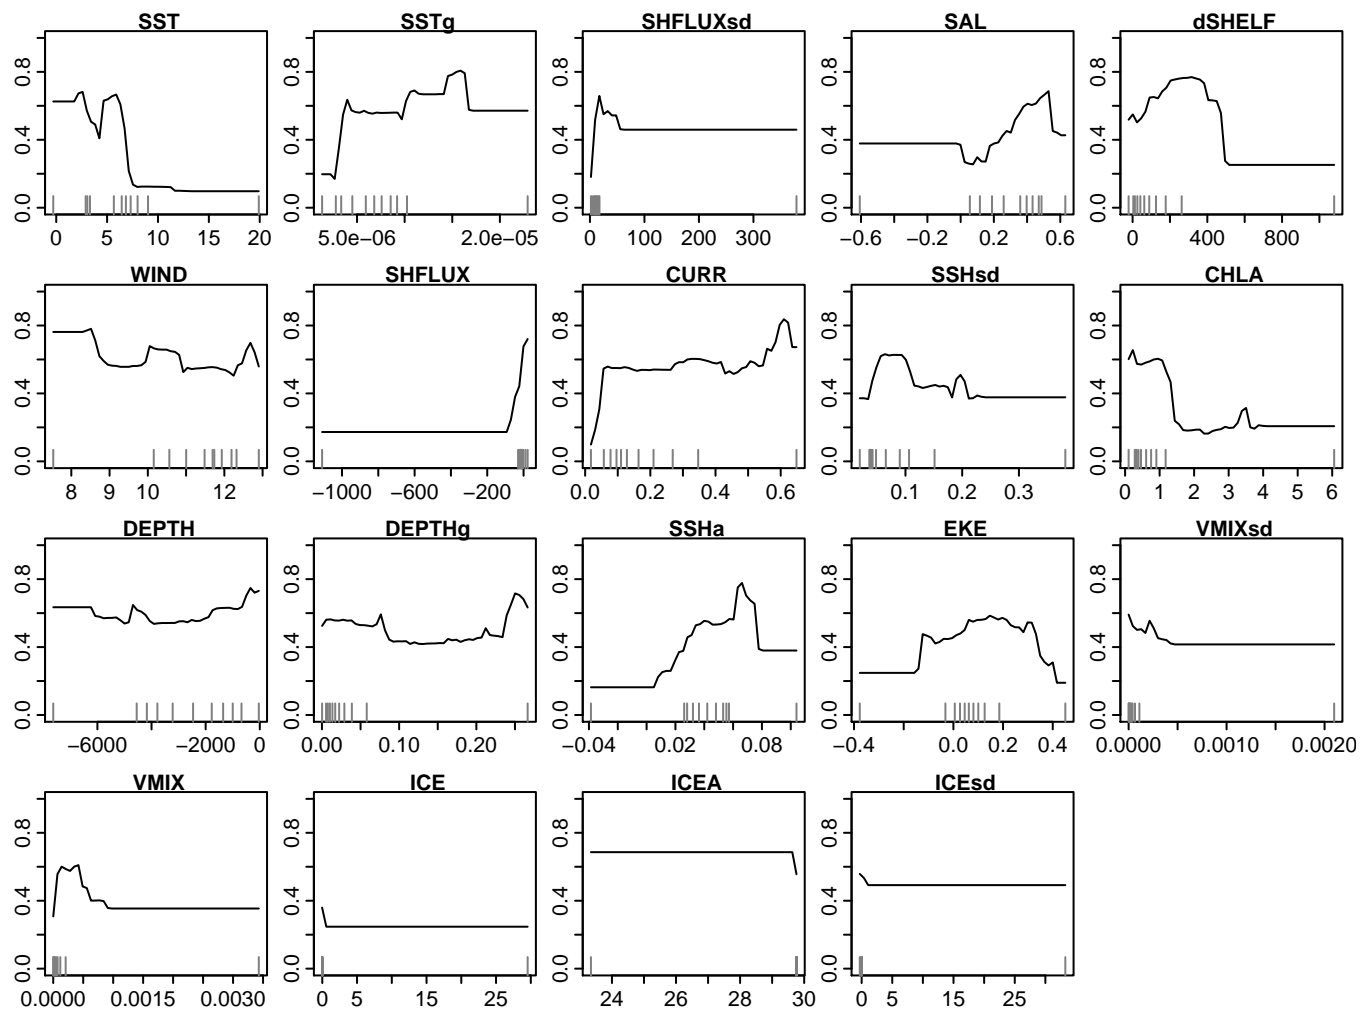 SST SSTg SHFLUXsd SAL dSHELF
0.0 0.4 0.8 0.0 0.4 0.8 0.0 0.4 0.8 0.0 0.4 0.8 0.0 0.4 0.8
0 5 10 15 20 5.0e−06 2.0e−05 0 100 200 300 −0.6 −0.2 0.2 0.6 0 400 800
WIND SHFLUX CURR SSHsd CHLA
0.0 0.4 0.8 0.0 0.4 0.8 0.0 0.4 0.8 0.0 0.4 0.8 0.0 0.4 0.8
8 9 10 11 12 −1000 −600 −200 0.0 0.2 0.4 0.6 0.1 0.2 0.3 0 1 2 3 4 5 6
DEPTH DEPTHg SSHa EKE VMIXsd
0.0 0.4 0.8 0.0 0.4 0.8 0.0 0.4 0.8 0.0 0.4 0.8 0.0 0.4 0.8
−6000 −2000 0 0.00 0.10 0.20 −0.04 0.02 0.08 −0.4 0.0 0.2 0.4 0.0000 0.0010 0.0020
VMIX ICE ICEA ICEsd
0.0 0.4 0.8 0.0 0.4 0.8 0.0 0.4 0.8 0.0 0.4 0.8
0.0000 0.0015 0.0030 0 5 15 25 24 26 28 30 0 5 15 25